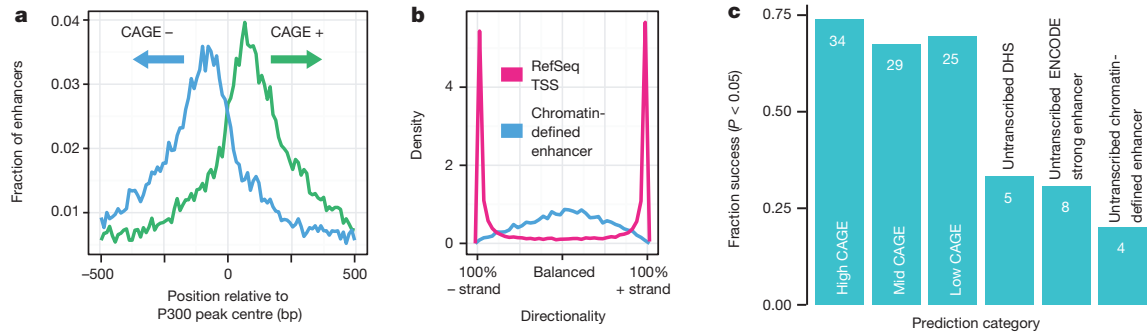 a
Fraction of enhancers
0.04
0.03
0.02
0.01
CAGE –
CAGE +
–500
0
500
Position relative to
P300 peak centre (bp)
b
Density
4
2
0
RefSeq
TSS
Chromatin-
defined
enhancer
100%
– strand
Balanced
100%
+ strand
Directionality
c
Fraction success (P < 0.05)
0.75
0.50
0.25
0.00
34
High CAGE
29
Mid CAGE
25
Low CAGE
Untranscribed DHS
5
Untranscribed ENCODE
strong enhancer
8
Untranscribed chromatin-
defined enhancer
4
Prediction category